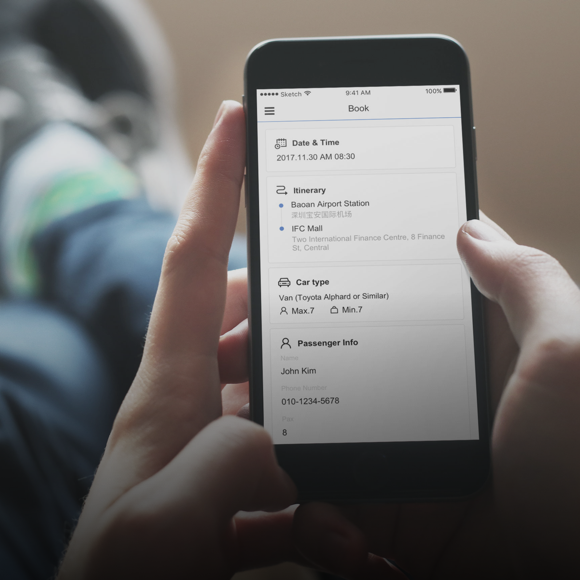 Sketch 9:41 AM 100%
Book
Date & Time
2017.11.30 AM 08:30
Itinerary
Baoan Airport Station
深圳宝安国际机场
IFC Mall
Two International Finance Centre, 8 Finance
St, Central
Car type
Van (Toyota Alphard or Similar)
Max.7 Min.7
Passenger Info
Name
John Kim
Phone Number
010-1234-5678
Pax
8